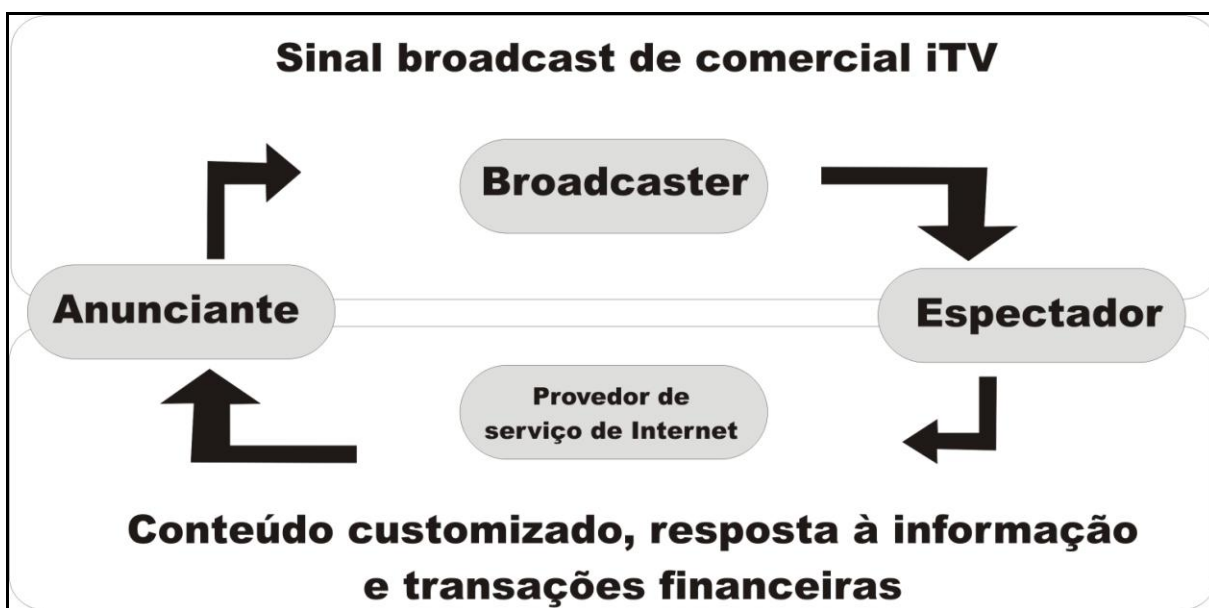 Sinal broadcast de comercial iTV
Broadcaster
Anunciante
Espectador
Provedor de
serviço de Internet
Conteúdo customizado, resposta à informação
e transações financeiras